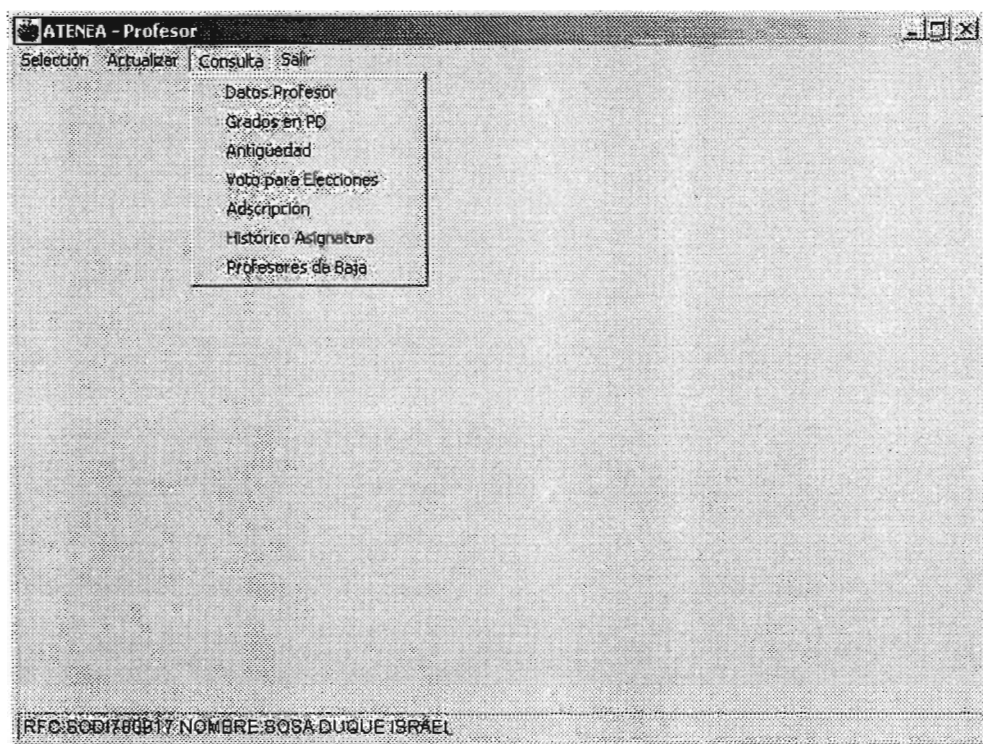 ATENEA - Profesor
Selección Actualizar Consulta Salir
Datos Profesor
Grados en PD
Antigüedad
Voto para Elecciones
Adscripción
Histórico Asignatura
Profesores de Baja
NOMBRE:SOSA DUQUE ISRAEL